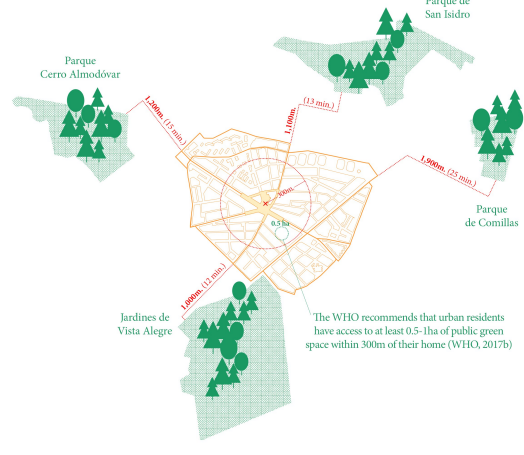 Parque de
San Isidro
Parque
Cerro Almodóvar
1,200m. (15 min.)
1,100m. (13 min.)
1,900m. (25 min.)
300m.
0.5 ha
Parque
de Comillas
1,000m. (12 min.)
Jardines de
Vista Alegre
The WHO recommends that urban residents
have access to at least 0.5-1ha of public green
space within 300m of their home (WHO, 2017b)